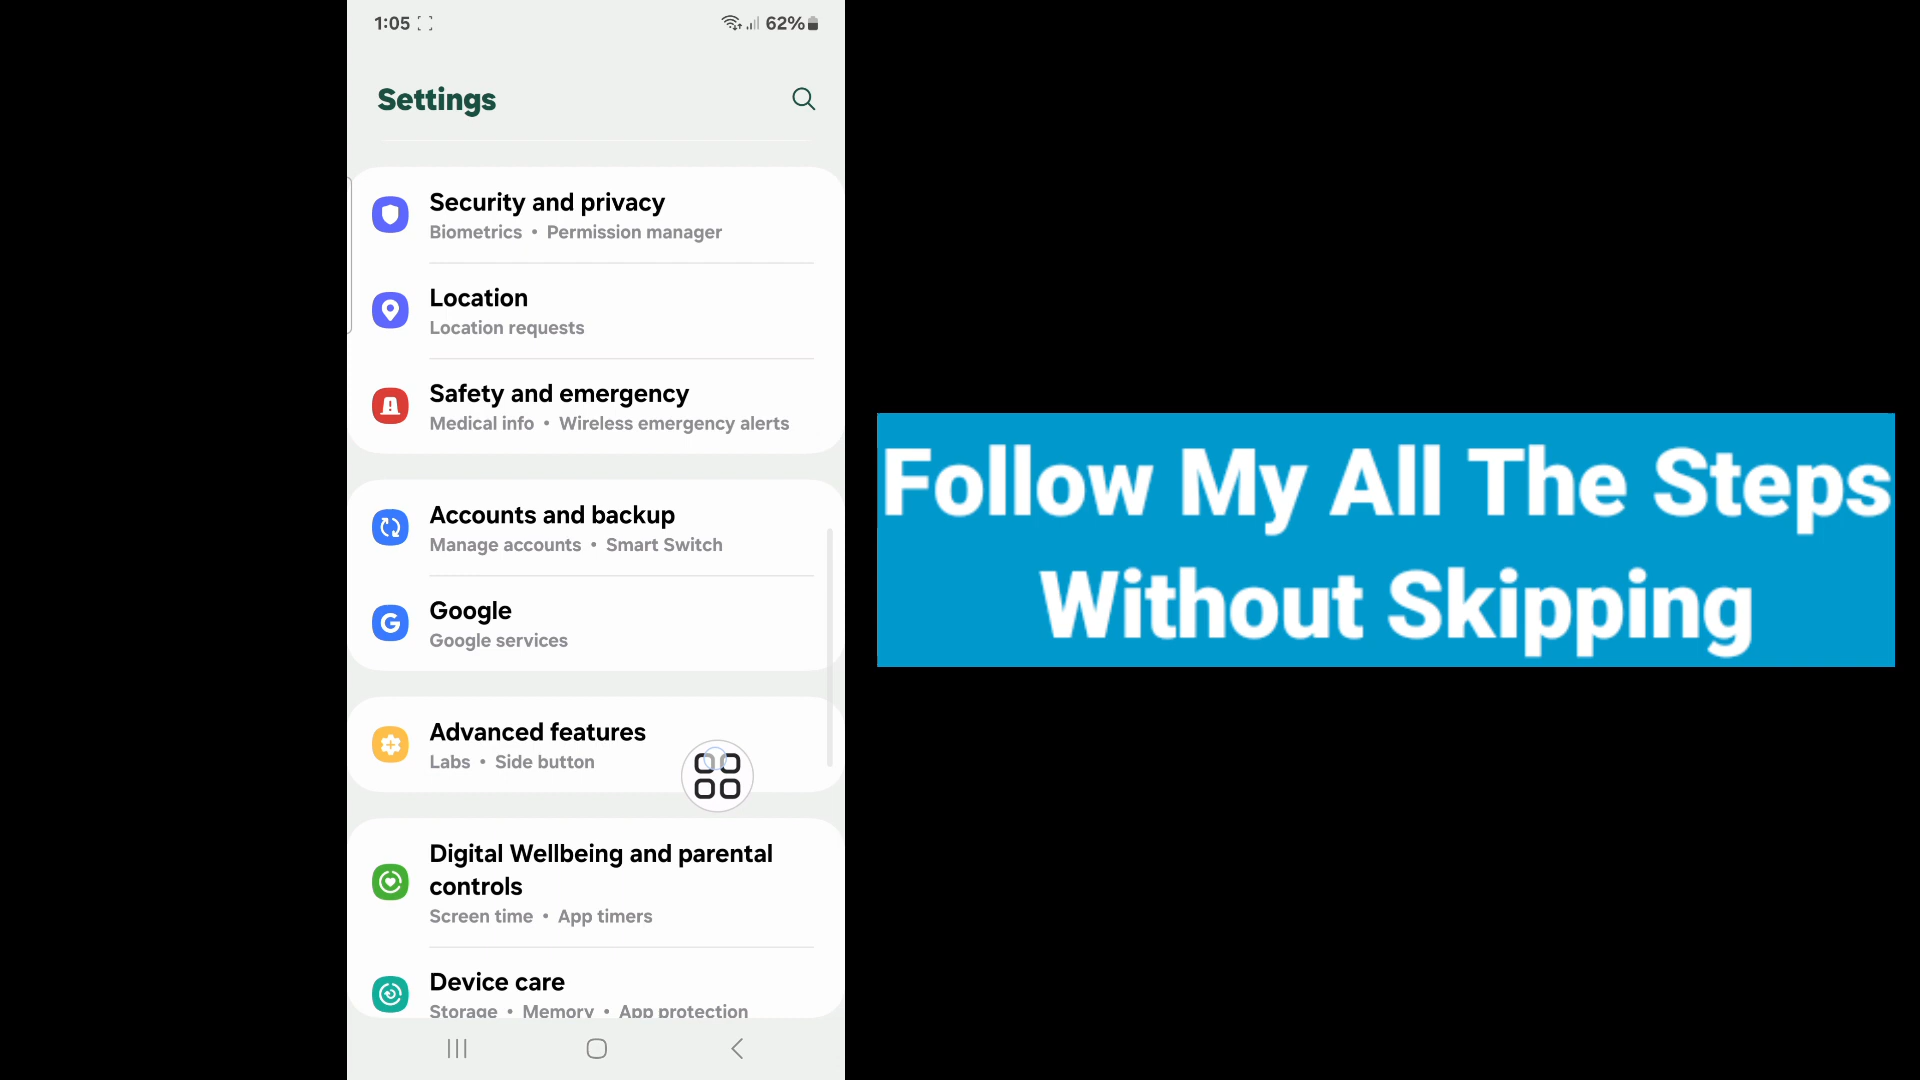 1:05 62%
Settings
Security and privacy
Biometrics • Permission manager
Location
Location requests
Safety and emergency
Medical info • Wireless emergency alerts
Accounts and backup
Manage accounts • Smart Switch
Google
Google services
Advanced features
Labs • Side button
Digital Wellbeing and parental
controls
Screen time • App timers
Device care
Storage • Memory • App protection
Follow My All The Steps
Without Skipping